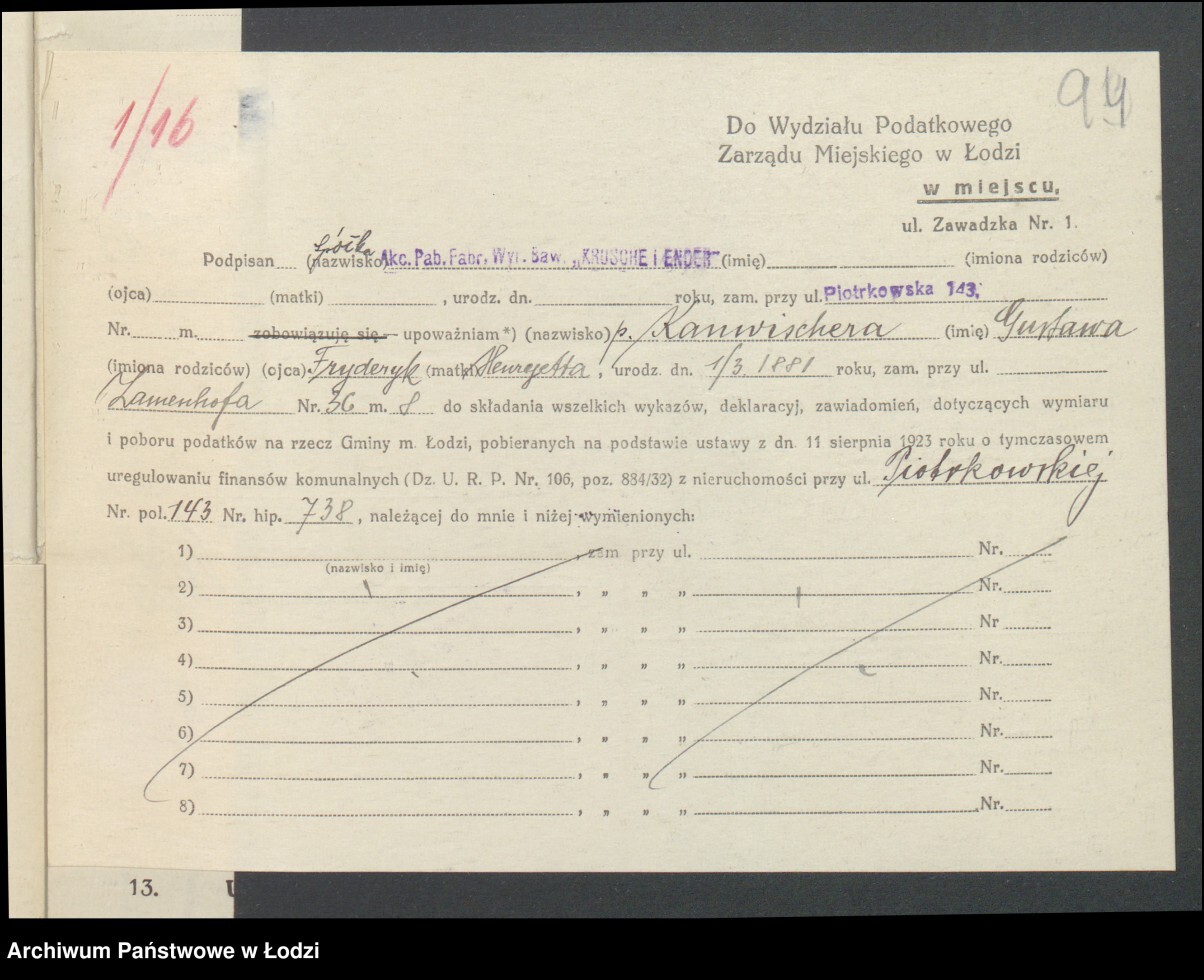 1/16
94
Do Wydziału Podatkowego
Zarządu Miejskiego w Łodzi
w miejscu,
ul. Zawadzka Nr. 1.
spółka
Podpisan.... (nazwisko) Akc. Pab. Fabr. Wyr. Baw. „KRUSCHE i ENDER" (imię) (imiona rodziców)
(ojca) (matki) , urodz. dn. roku, zam. przy ul. Piotrkowska 143,
Nr. m. zobowiązuję się upoważniam*) (nazwisko) p. Kanwischera (imię) Gustawa
(imiona rodziców) (ojca) Fryderyk (matki) Henryetta, urodz. dn. 1/3. 1881 roku, zam. przy ul.
Zamenhofa Nr. 36 m. 8 do składania wszelkich wykazów, deklaracyj, zawiadomień, dotyczących wymiaru
i poboru podatków na rzecz Gminy m. Łodzi, pobieranych na podstawie ustawy z dn. 11 sierpnia 1923 roku o tymczasowem
uregulowaniu finansów komunalnych (Dz. U. R. P. Nr. 106, poz. 884/32) z nieruchomości przy ul. Piotrkowskiej
Nr. pol. 143 Nr. hip. 738, należącej do mnie i niżej wymienionych:
1) , zam przy ul. Nr.
(nazwisko i imię)
2) , „ „ „ Nr.
3) , „ „ „ Nr
4) , „ „ „ Nr.
5) , „ „ „ Nr.
6) , „ „ „ Nr.
7) , „ „ „ Nr.
8) , „ „ „ Nr.
13.
Archiwum Państwowe w Łodzi